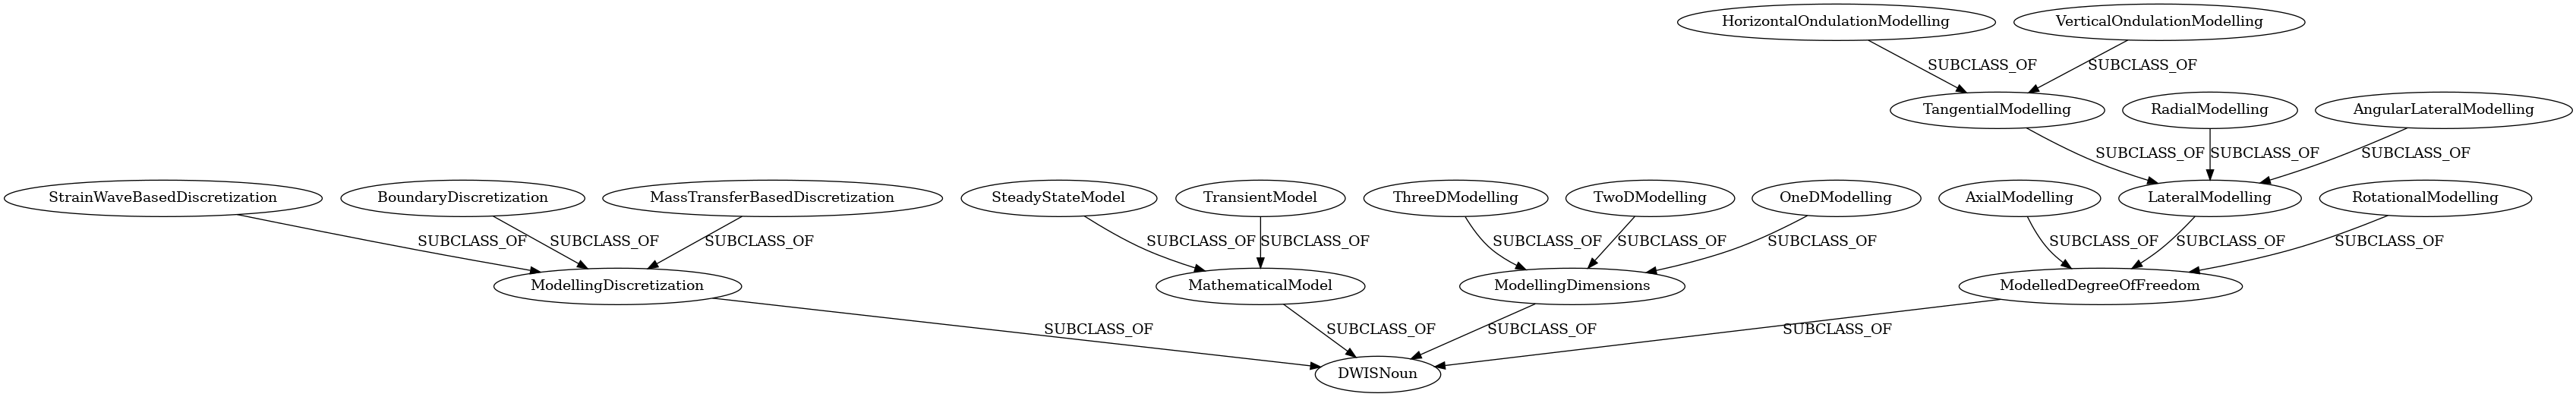 HorizontalOndulationModelling
VerticalOndulationModelling
SUBCLASS_OF
SUBCLASS_OF
TangentialModelling
RadialModelling
AngularLateralModelling
SUBCLASS_OF
SUBCLASS_OF
SUBCLASS_OF
StrainWaveBasedDiscretization
BoundaryDiscretization
MassTransferBasedDiscretization
SteadyStateModel
TransientModel
ThreeDModelling
TwoDModelling
OneDModelling
AxialModelling
LateralModelling
RotationalModelling
SUBCLASS_OF
SUBCLASS_OF
SUBCLASS_OF
SUBCLASS_OF
SUBCLASS_OF
SUBCLASS_OF
SUBCLASS_OF
SUBCLASS_OF
SUBCLASS_OF
SUBCLASS_OF
SUBCLASS_OF
ModellingDiscretization
MathematicalModel
ModellingDimensions
ModelledDegreeOfFreedom
SUBCLASS_OF
SUBCLASS_OF
SUBCLASS_OF
SUBCLASS_OF
DWISNoun